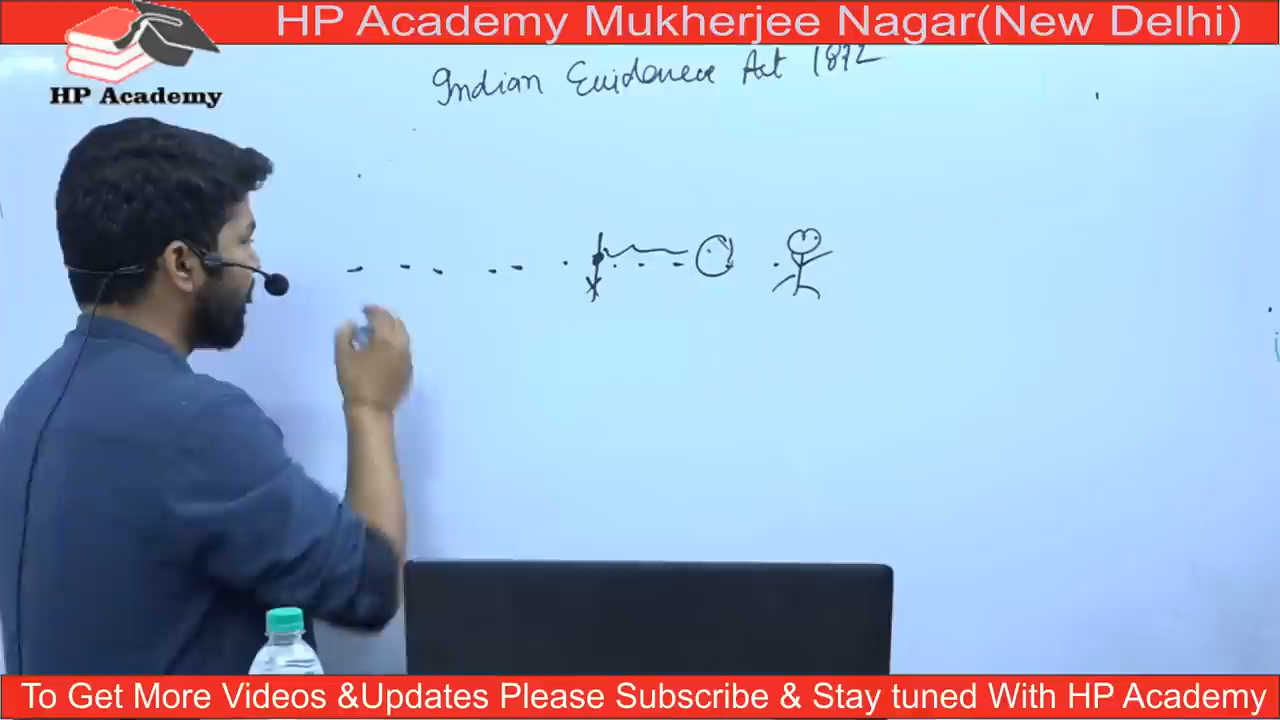 HP Academy Mukherjee Nagar(New Delhi)
HP Academy
Indian Evidence Act 1872
To Get More Videos &Updates Please Subscribe & Stay tuned With HP Academy